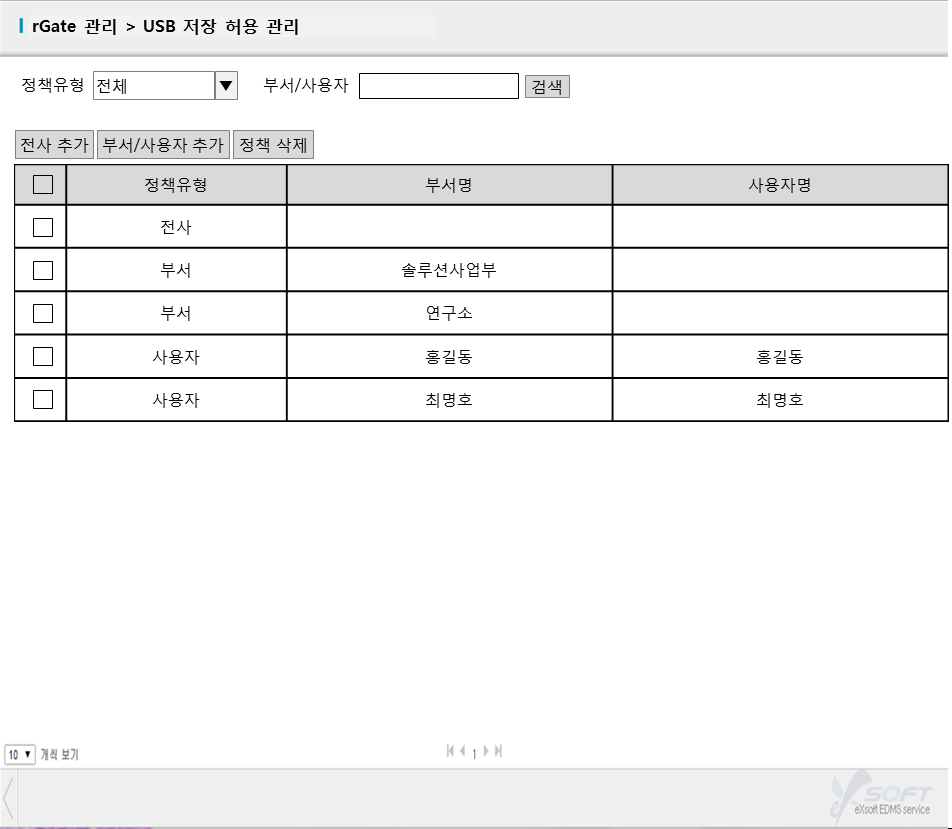 rGate 관리 > USB 저장 허용 관리
정책유형 전체 ▼ 부서/사용자 검색
전사 추가 부서/사용자 추가 정책 삭제
정책유형 부서명 사용자명
전사
부서 솔루션사업부
부서 연구소
사용자 홍길동 홍길동
사용자 최명호 최명호
10 ▼ 개씩 보기 1
SOFT
eXsoft EDMS service